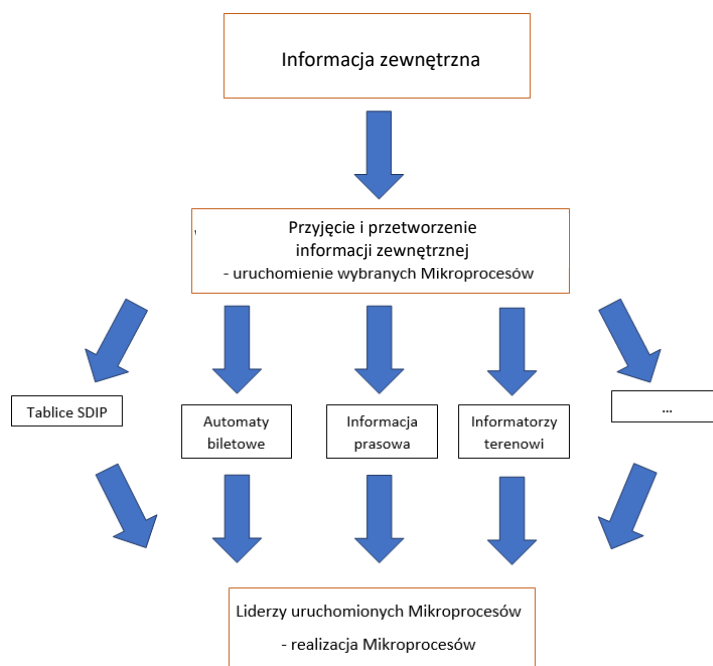 Informacja zewnętrzna
Przyjęcie i przetworzenie
informacji zewnętrznej
- uruchomienie wybranych Mikroprocesów
Tablice SDIP
Automaty
biletowe
Informacja
prasowa
Informatorzy
terenowi
...
Liderzy uruchomionych Mikroprocesów
- realizacja Mikroprocesów